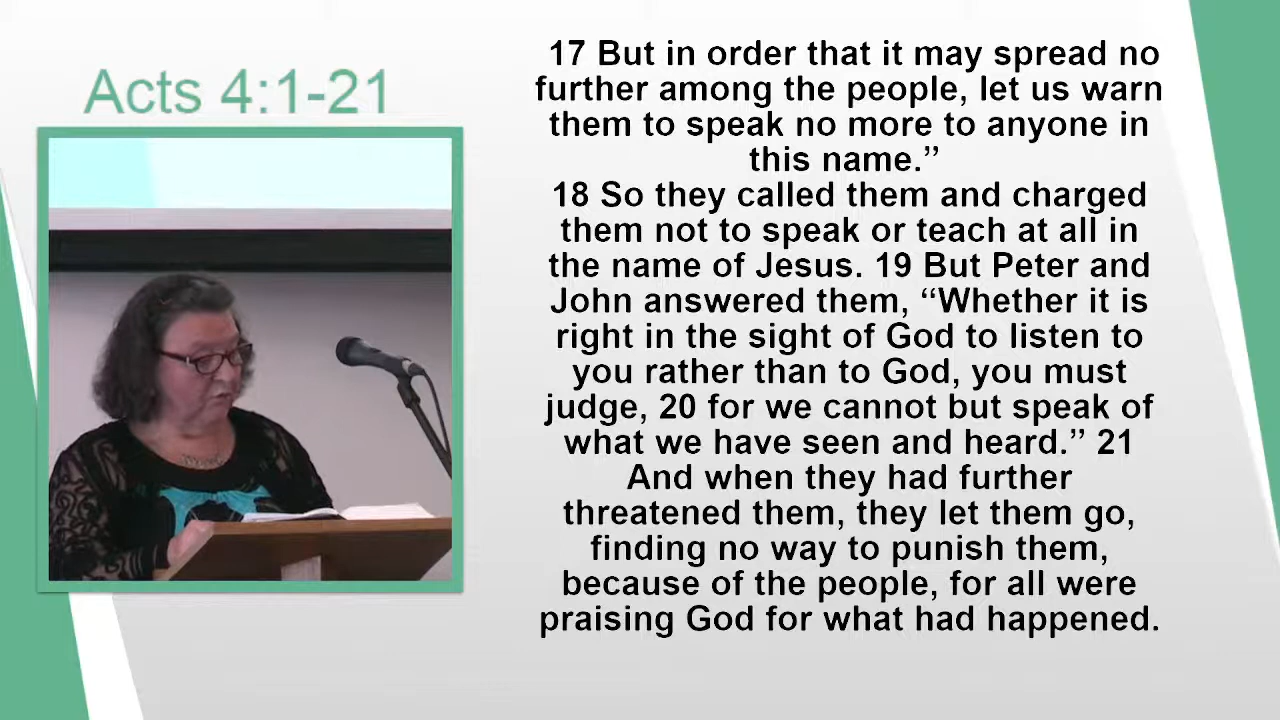 Acts 4:1-21
17 But in order that it may spread no
further among the people, let us warn
them to speak no more to anyone in
this name.”
18 So they called them and charged
them not to speak or teach at all in
the name of Jesus. 19 But Peter and
John answered them, “Whether it is
right in the sight of God to listen to
you rather than to God, you must
judge, 20 for we cannot but speak of
what we have seen and heard.” 21
And when they had further
threatened them, they let them go,
finding no way to punish them,
because of the people, for all were
praising God for what had happened.